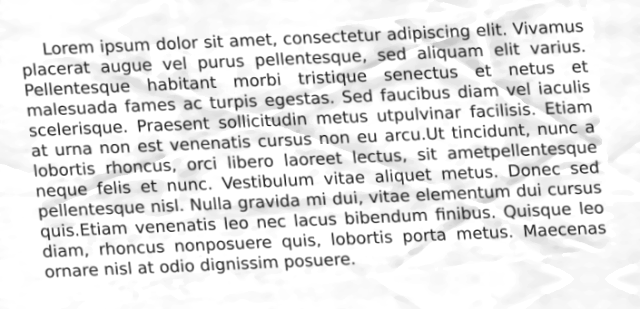 Lorem ipsum dolor sit amet, consectetur adipiscing elit. Vivamus
placerat augue vel purus pellentesque, sed aliquam elit varius.
Pellentesque habitant morbi tristique senectus et netus et
malesuada fames ac turpis egestas. Sed faucibus diam vel iaculis
scelerisque. Praesent sollicitudin metus utpulvinar facilisis. Etiam
at urna non est venenatis cursus non eu arcu.Ut tincidunt, nunc a
lobortis rhoncus, orci libero laoreet lectus, sit ametpellentesque
neque felis et nunc. Vestibulum vitae aliquet metus. Donec sed
pellentesque nisl. Nulla gravida mi dui, vitae elementum dui cursus
quis.Etiam venenatis leo nec lacus bibendum finibus. Quisque leo
diam, rhoncus nonposuere quis, lobortis porta metus. Maecenas
ornare nisl at odio dignissim posuere.